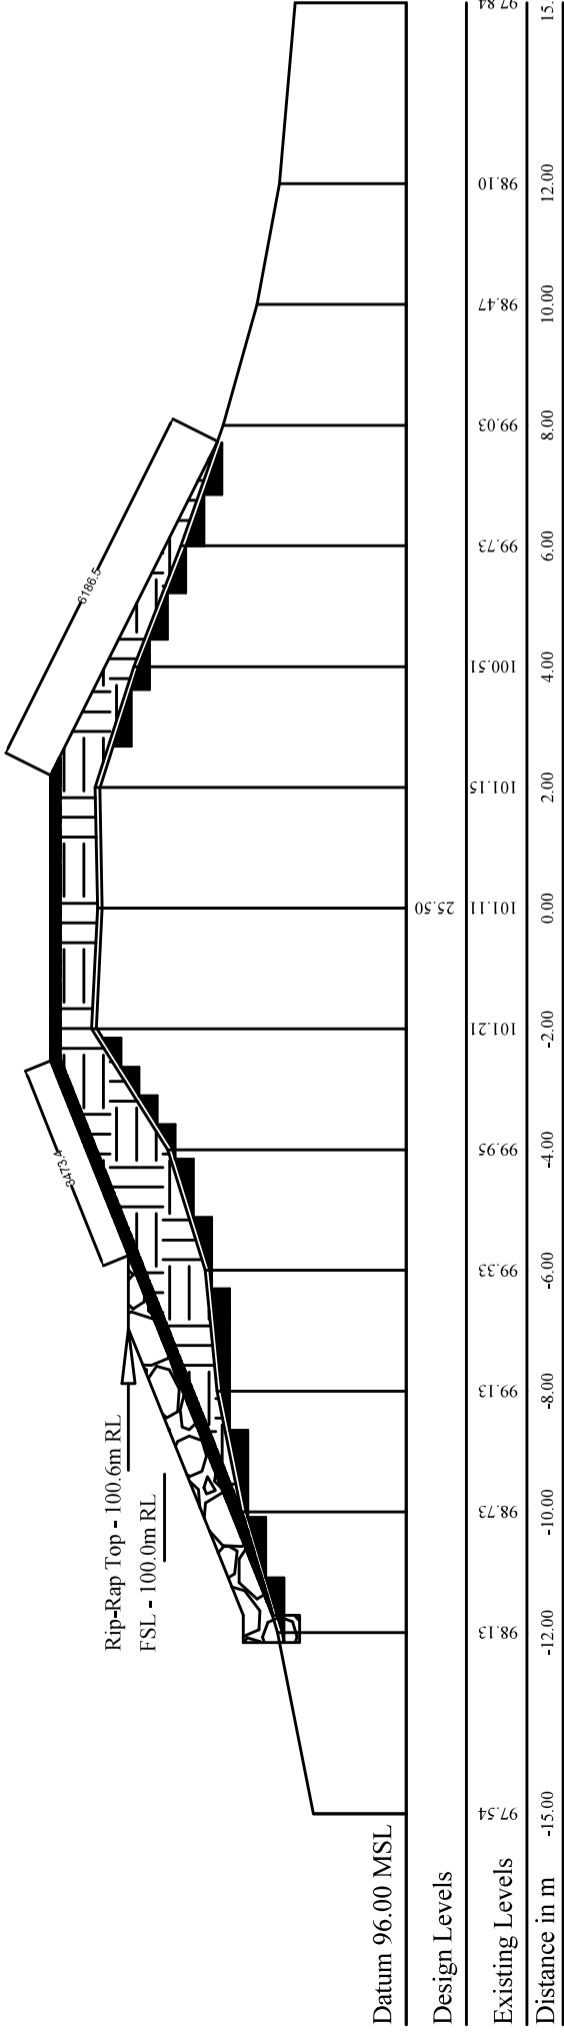 6186.5
3473.4
Rip-Rap Top - 100.6m RL
FSL - 100.0m RL
Datum 96.00 MSL
Design Levels 25.50
Existing Levels 97.54 98.13 98.73 99.13 99.33 99.95 101.21 101.11 101.15 100.51 99.73 99.03 98.47 98.10 97.84
Distance in m -15.00 -12.00 -10.00 -8.00 -6.00 -4.00 -2.00 0.00 2.00 4.00 6.00 8.00 10.00 12.00 15.